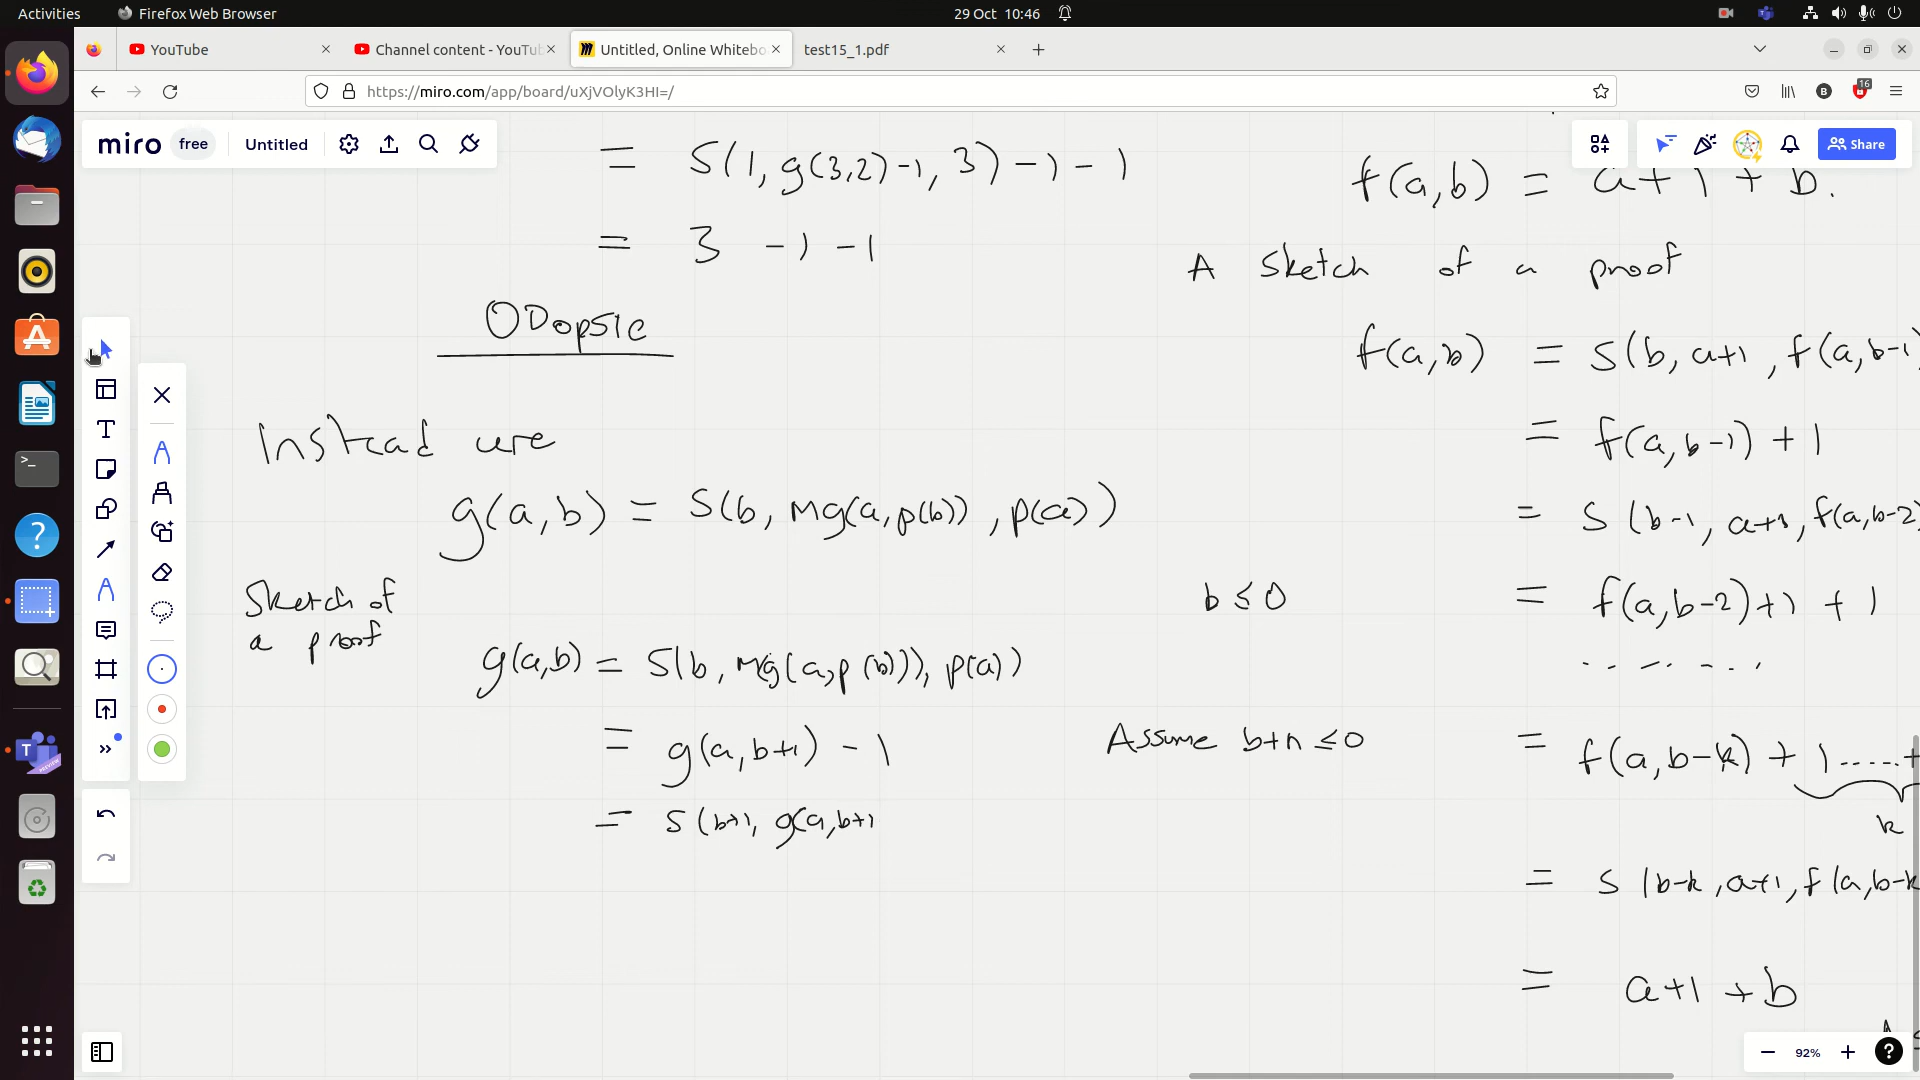 Activities Firefox Web Browser 29 Oct 10:46
YouTube Channel content - YouTu Untitled, Online Whitebo test15_1.pdf
https://miro.com/app/board/uXjVOlyK3HI=/ 16
miro free Untitled Share
= S(1, g(3,2)-1, 3) - 1 - 1
= 3 - 1 - 1
ODopsie
Instead use
g(a,b) = S(b, Mg(a,p(b)), p(a))
Sketch of
a proof
b ≤ 0
g(a,b) = S(b, Mg(a,p(b))), p(a))
= g(a,b+1) - 1
Assume b+n ≤ 0
= S(b+1, g(a,b+1
f(a,b) = a+1+b.
A sketch of a proof
f(a,b) = S(b, a+1, f(a,b-1)
= f(a,b-1)+1
= S(b-1, a+1, f(a,b-2)
= f(a,b-2)+1+1
.......
= f(a,b-k)+1.....+
k
= S(b-k, a+1, f(a,b-k
= a+1+b
92%